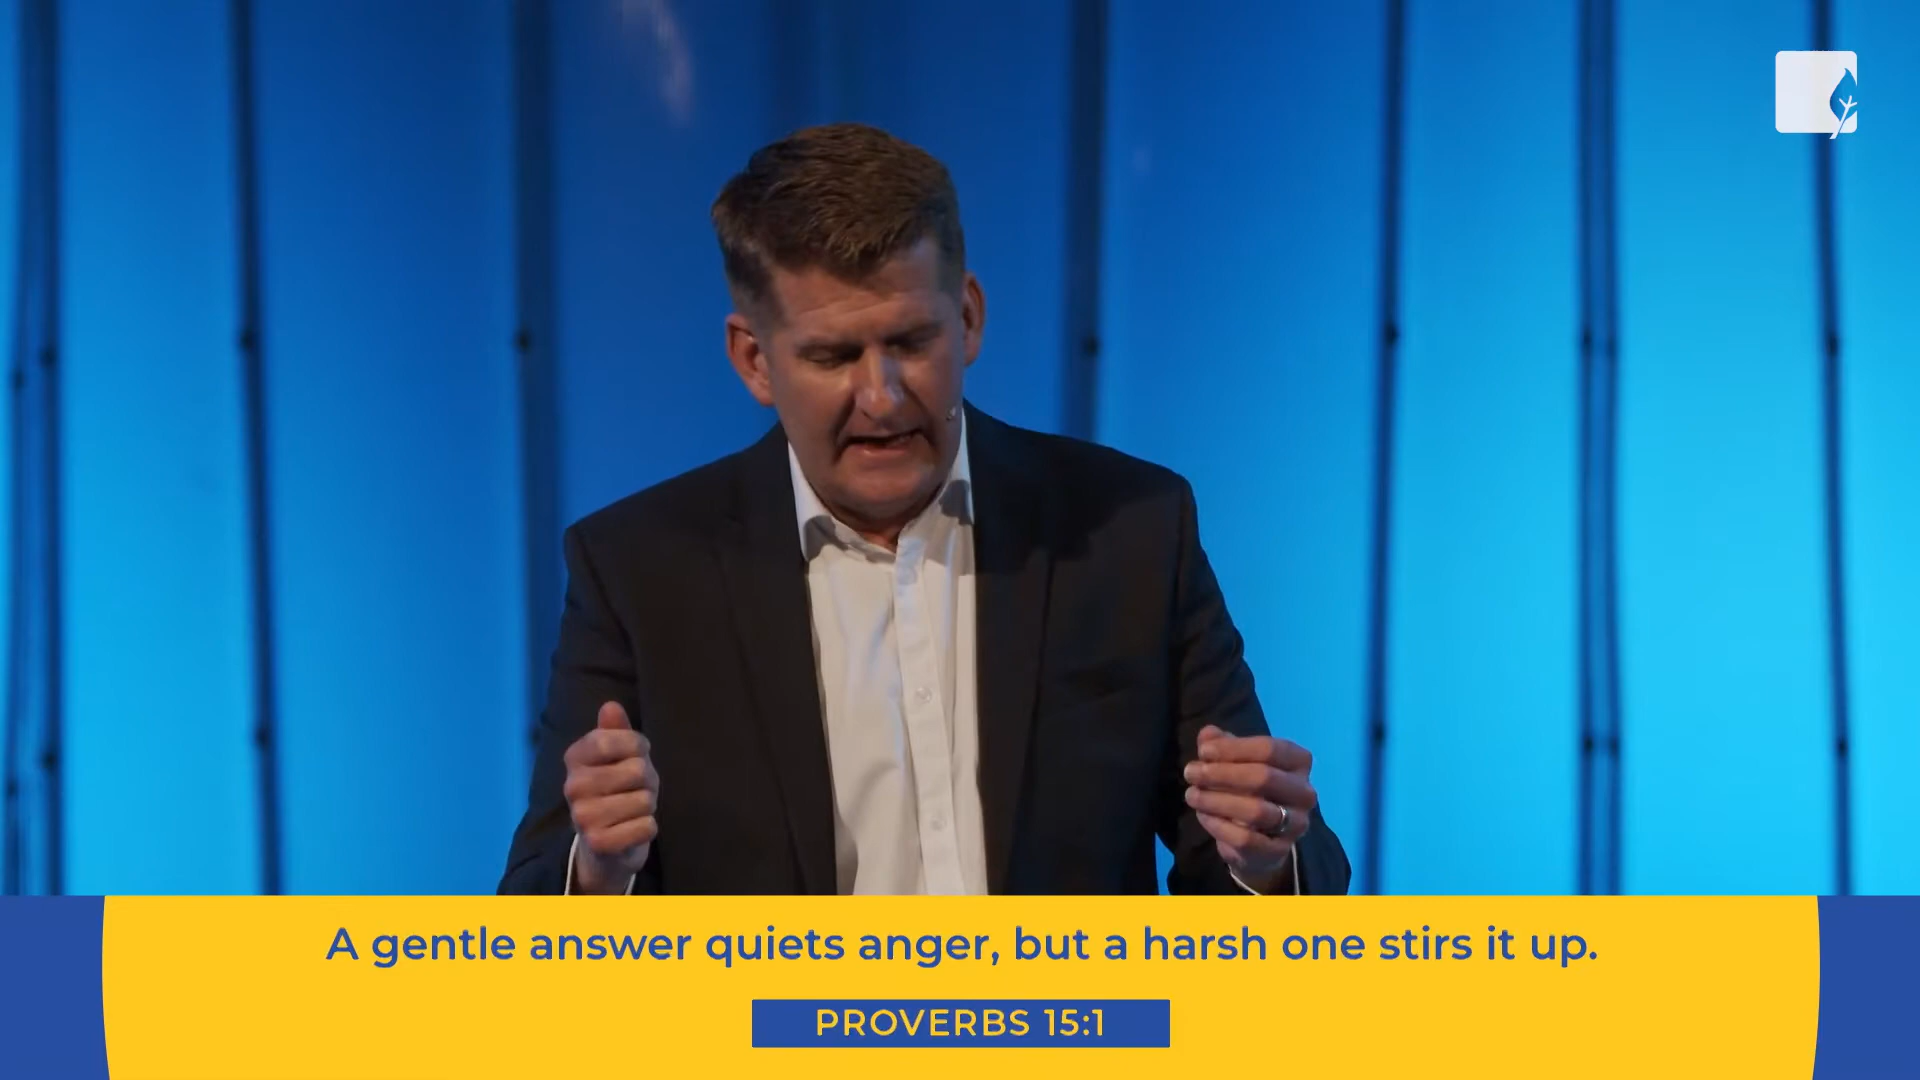 A gentle answer quiets anger, but a harsh one stirs it up.
PROVERBS 15:1